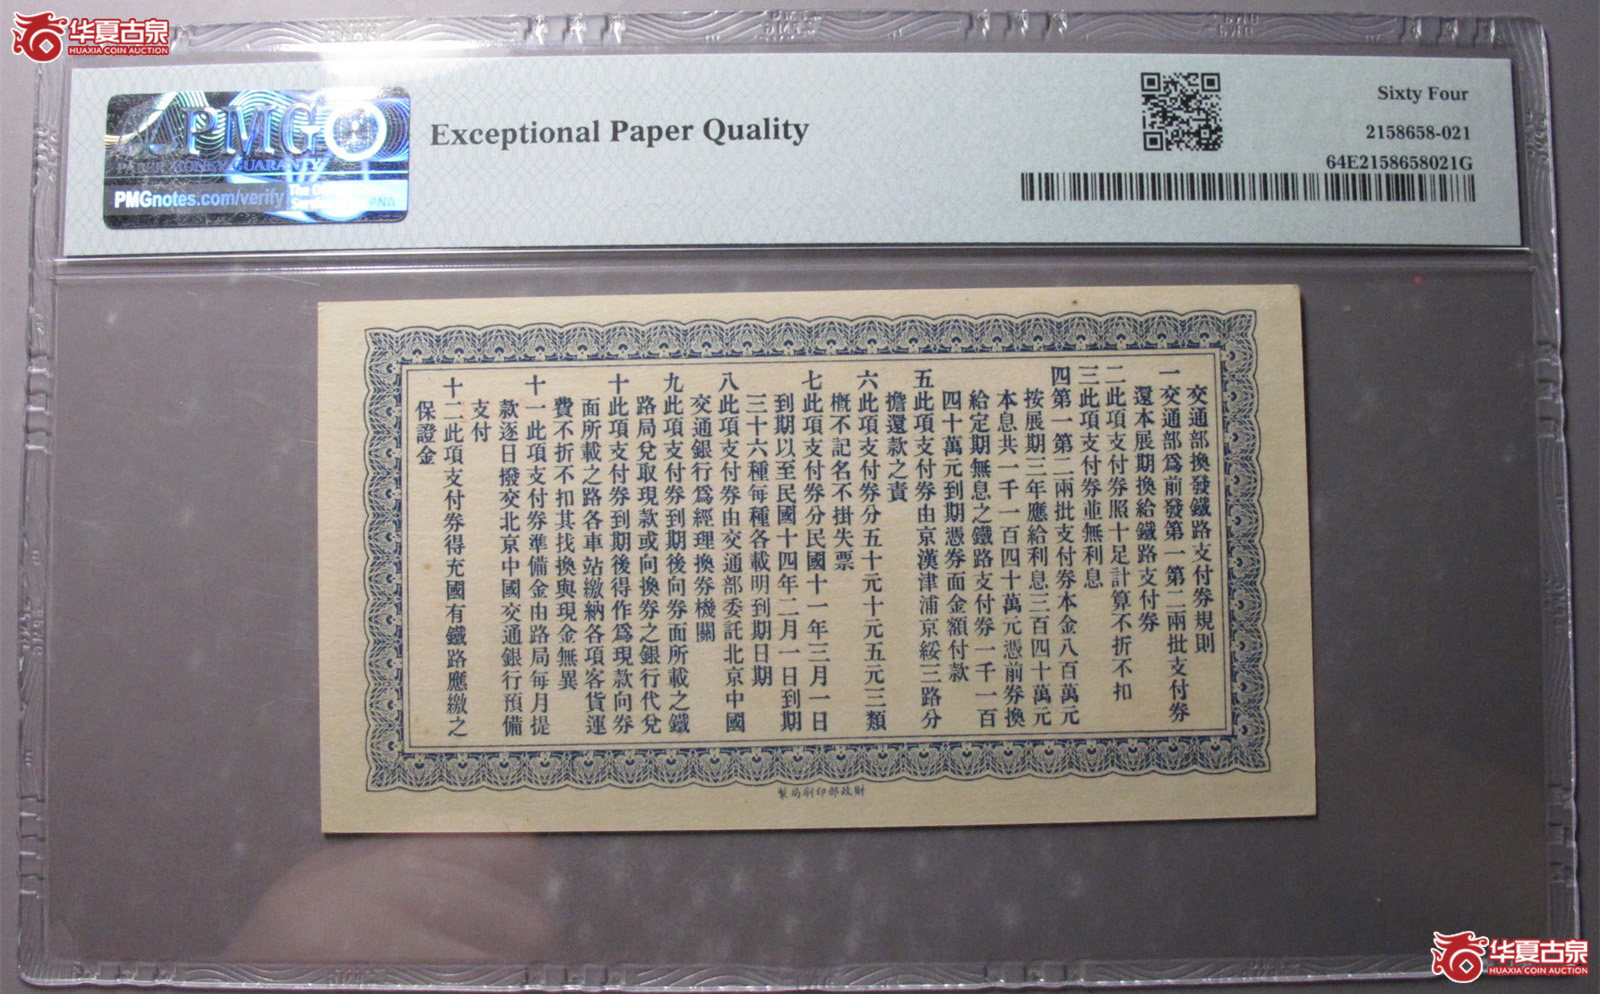 华夏古泉
HUAXIA COIN AUCTION
PMG
PMGnotes.com/verify
Exceptional Paper Quality
Sixty Four
2158658-021
64E2158658021G
交通部換發鐵路支付券規則
一交通部爲前發第一第二兩批支付券
還本展期換給鐵路支付券
二此項支付券照十足計算不折不扣
三此項支付券並無利息
四第一第二兩批支付券本金八百萬元
按展期三年應給利息三百四十萬元
本息共一千一百四十萬元憑前券換
給定期無息之鐵路支付券一千一百
四十萬元到期憑券面金額付款
五此項支付券由京漢津浦京綏三路分
擔還款之責
六此項支付券分五十元十元五元三類
槪不記名不掛失票
七此項支付券分民國十一年三月一日
到期以至民國十四年二月一日到期
三十六種每種各載明到期日期
八此項支付券由交通部委託北京中國
交通銀行爲經理換券機關
九此項支付券到期後向券面所載之鐵
路局兌取現款或向換券之銀行代兌
十此項支付券到期後得作爲現款向券
面所載之路各車站繳納各項客貨運
費不折不扣其找換與現金無異
十一此項支付券準備金由路局每月提
款逐日撥交北京中國交通銀行預備
支付
十二此項支付券得充國有鐵路應繳之
保證金
財政部印刷局製
华夏古泉
HUAXIA COIN AUCTION